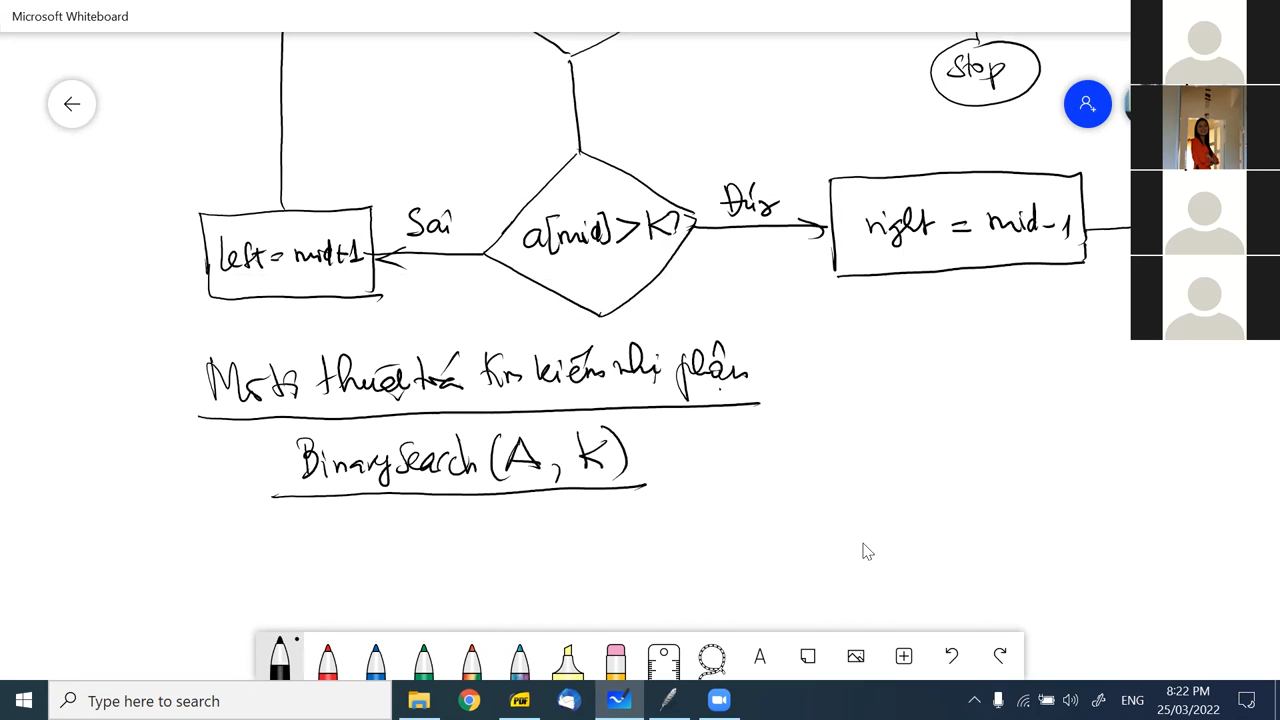 Microsoft Whiteboard
Stop
a[mid]>K?
Sai
Đúng
left = mid+1
right = mid-1
Mô tả thuật toán tìm kiếm nhị phân
BinarySearch(A, K)
A
Type here to search
PDF
ENG
8:22 PM
25/03/2022